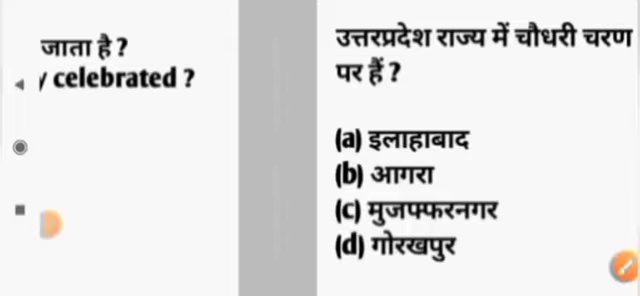 जाता है ?
y celebrated ?
उत्तरप्रदेश राज्य में चौधरी चरण
पर हैं ?
(a) इलाहाबाद
(b) आगरा
(c) मुजफ्फरनगर
(d) गोरखपुर